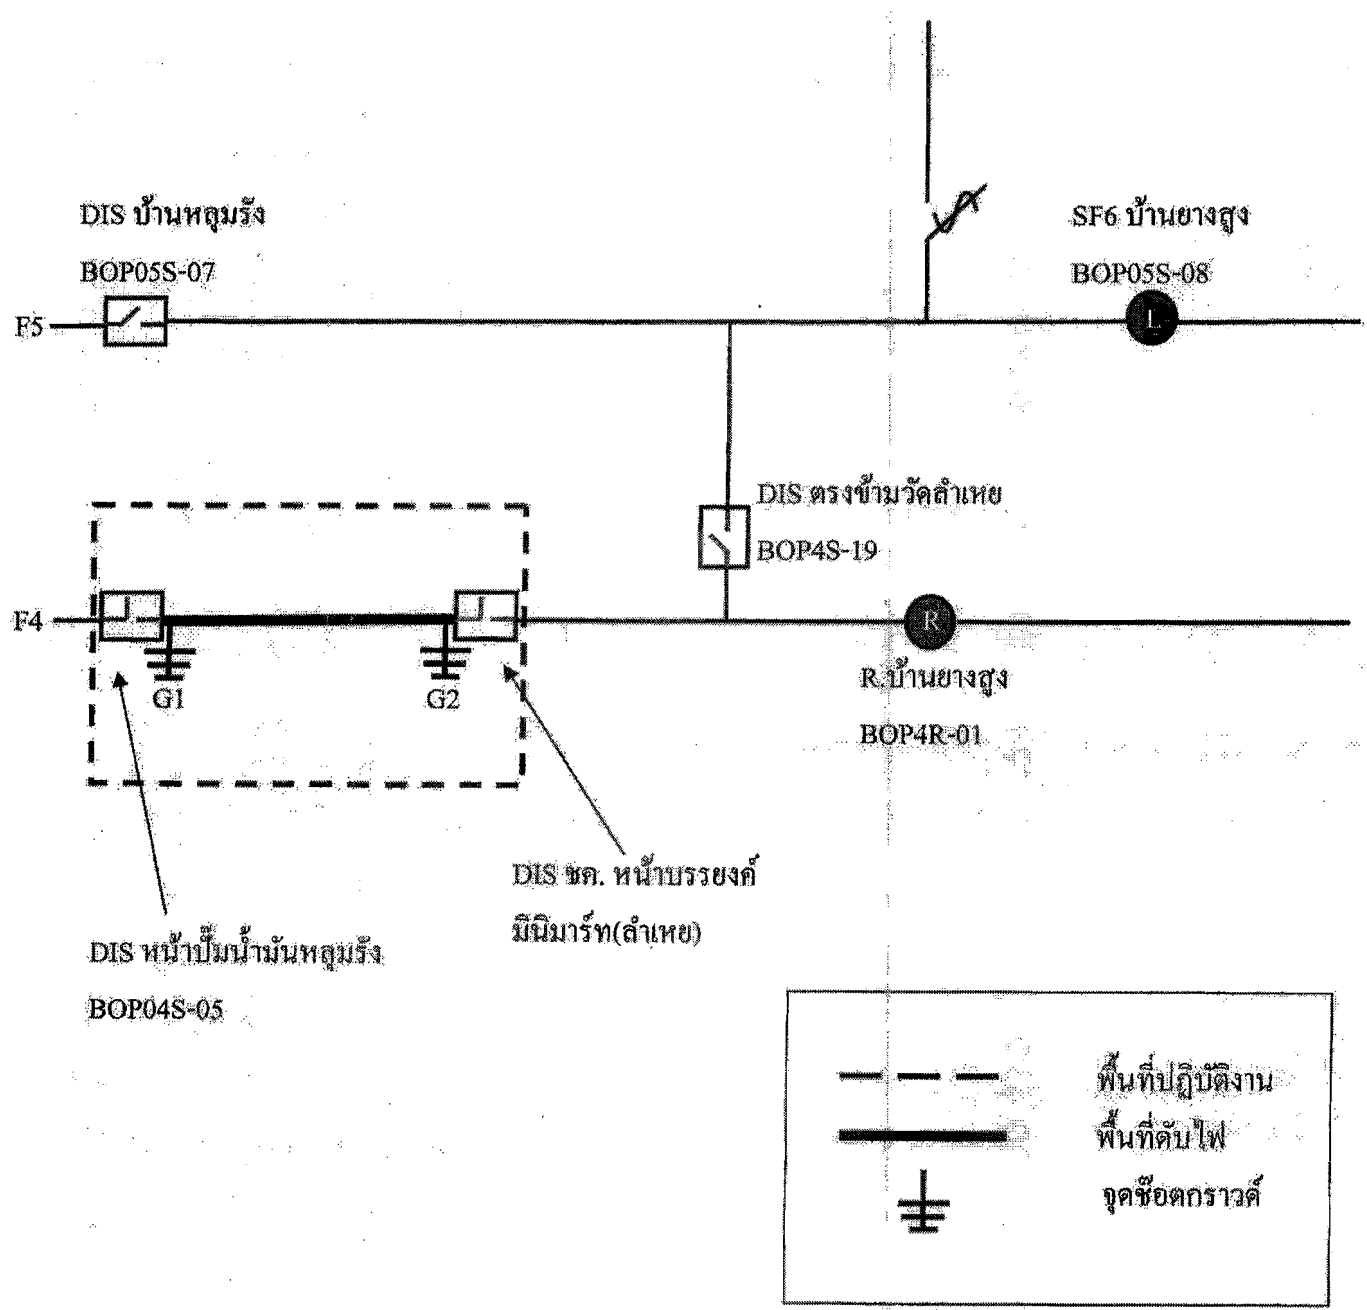 DIS บ้านหลุมรัง
BOP05S-07
SF6 บ้านยางสูง
BOP05S-08
F5
L
DIS ตรงข้ามวัดลำเหย
BOP4S-19
F4
R
G1
G2
R.บ้านยางสูง
BOP4R-01
DIS ชค. หน้าบรรยงค์
มินิมาร์ท(ลำเหย)
DIS หน้าปั๊มน้ำมันหลุมรัง
BOP04S-05
พื้นที่ปฏิบัติงาน
พื้นที่ดับไฟ
จุดช๊อตกราวด์